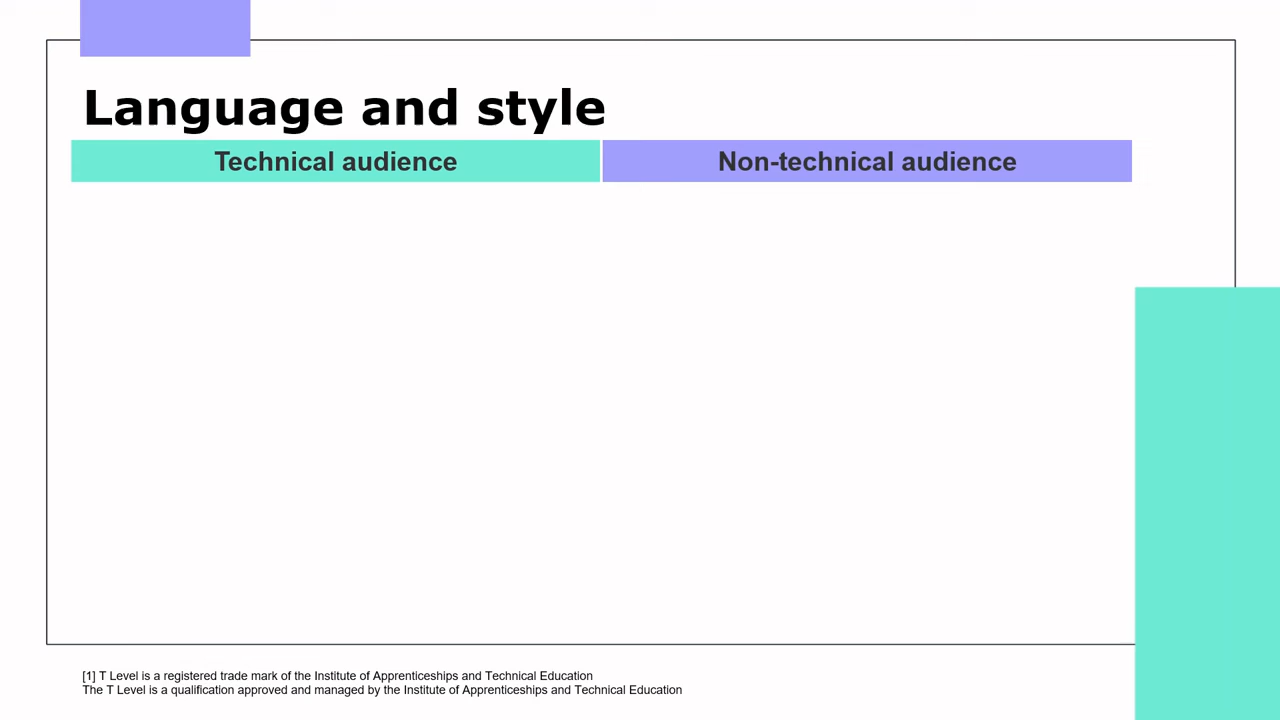 Language and style
Technical audience
Non-technical audience
[1] T Level is a registered trade mark of the Institute of Apprenticeships and Technical Education
The T Level is a qualification approved and managed by the Institute of Apprenticeships and Technical Education